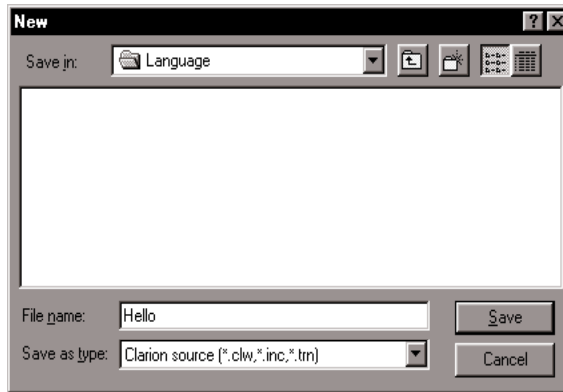 New
Save in: Language
File name: Hello Save
Save as type: Clarion source (*.clw,*.inc,*.trn) Cancel